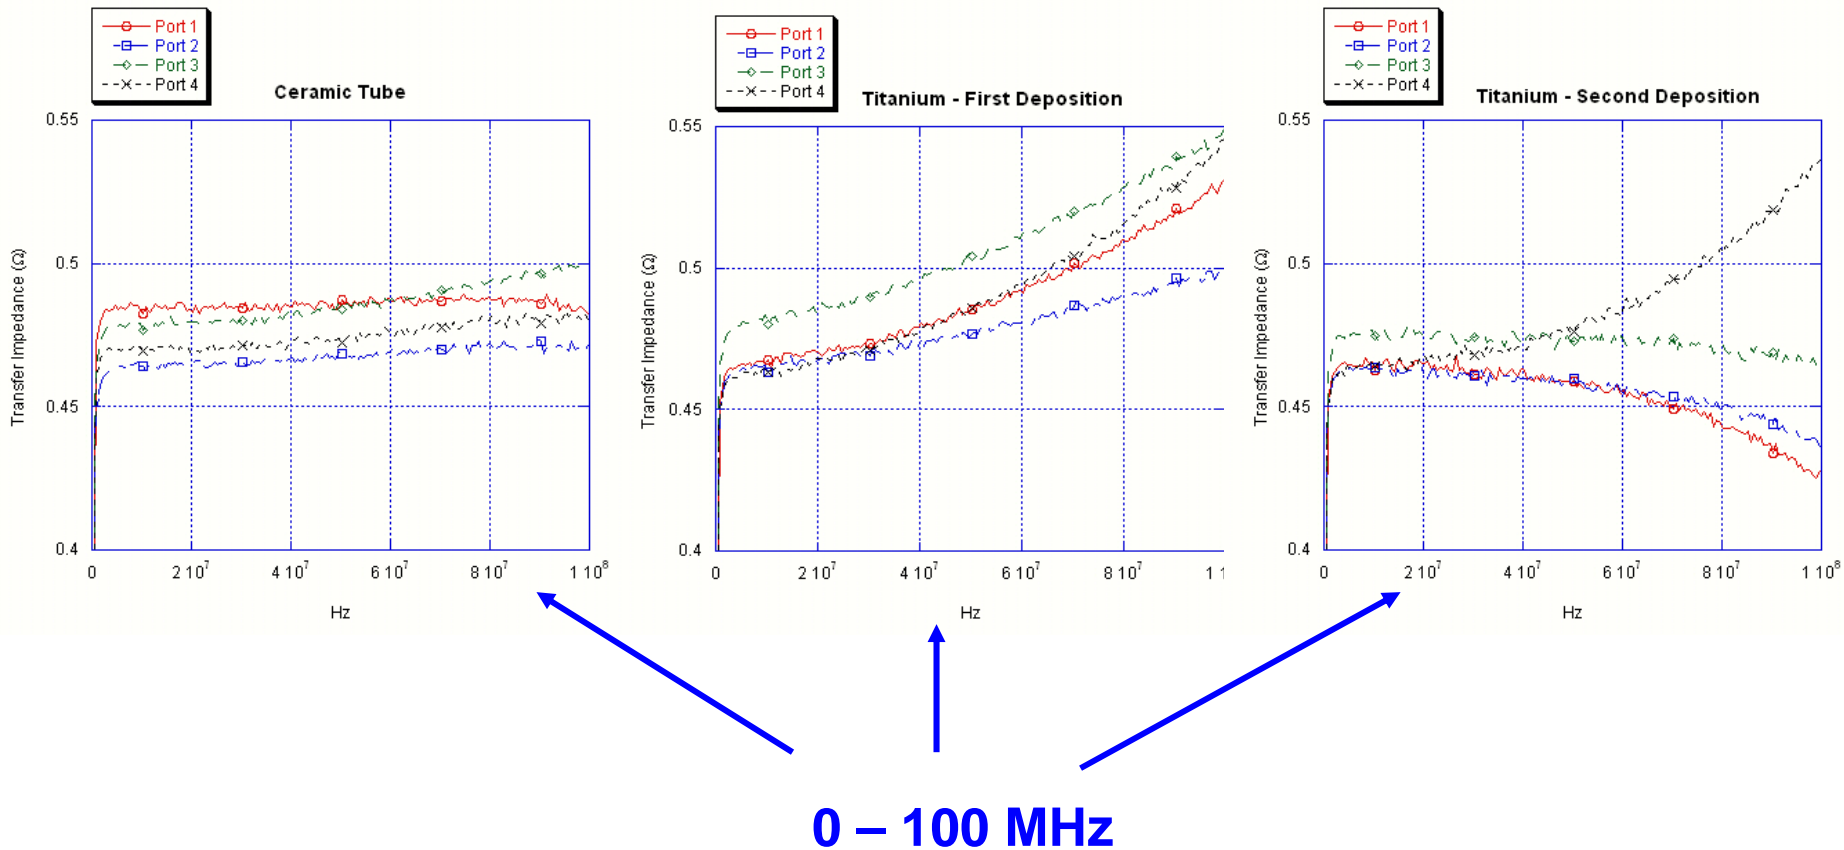 Port 1
Port 2
Port 3
Port 4
Ceramic Tube
0.55
0.5
0.45
0.4
Transfer Impedance (Ω)
0 2 10⁷ 4 10⁷ 6 10⁷ 8 10⁷ 1 10⁸
Hz
Port 1
Port 2
Port 3
Port 4
Titanium - First Deposition
0.55
0.5
0.45
0.4
Transfer Impedance (Ω)
0 2 10⁷ 4 10⁷ 6 10⁷ 8 10⁷ 1 1
Hz
Port 1
Port 2
Port 3
Port 4
Titanium - Second Deposition
0.55
0.5
0.45
0.4
Transfer Impedance (Ω)
0 2 10⁷ 4 10⁷ 6 10⁷ 8 10⁷ 1 10⁸
Hz
0 – 100 MHz